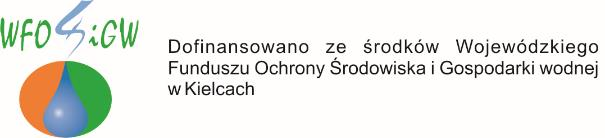 WFOŚiGW
Dofinansowano ze środków Wojewódzkiego
Funduszu Ochrony Środowiska i Gospodarki wodnej
w Kielcach